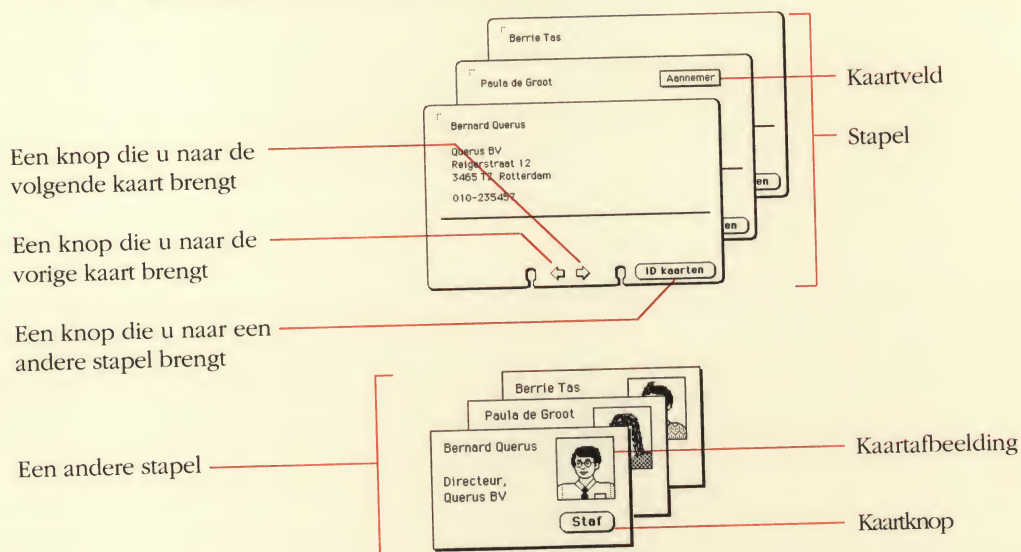 Berrie Tas
Paula de Groot
Aannemer
Kaartveld
Bernard Querus
Stapel
Querus BV
Reigerstraat 12
3465 TZ Rotterdam
010-235457
Een knop die u naar de
volgende kaart brengt
en
en
Een knop die u naar de
vorige kaart brengt
ID kaarten
Een knop die u naar een
andere stapel brengt
Berrie Tas
Paula de Groot
Bernard Querus
Directeur,
Querus BV
Staf
Een andere stapel
Kaartafbeelding
Kaartknop